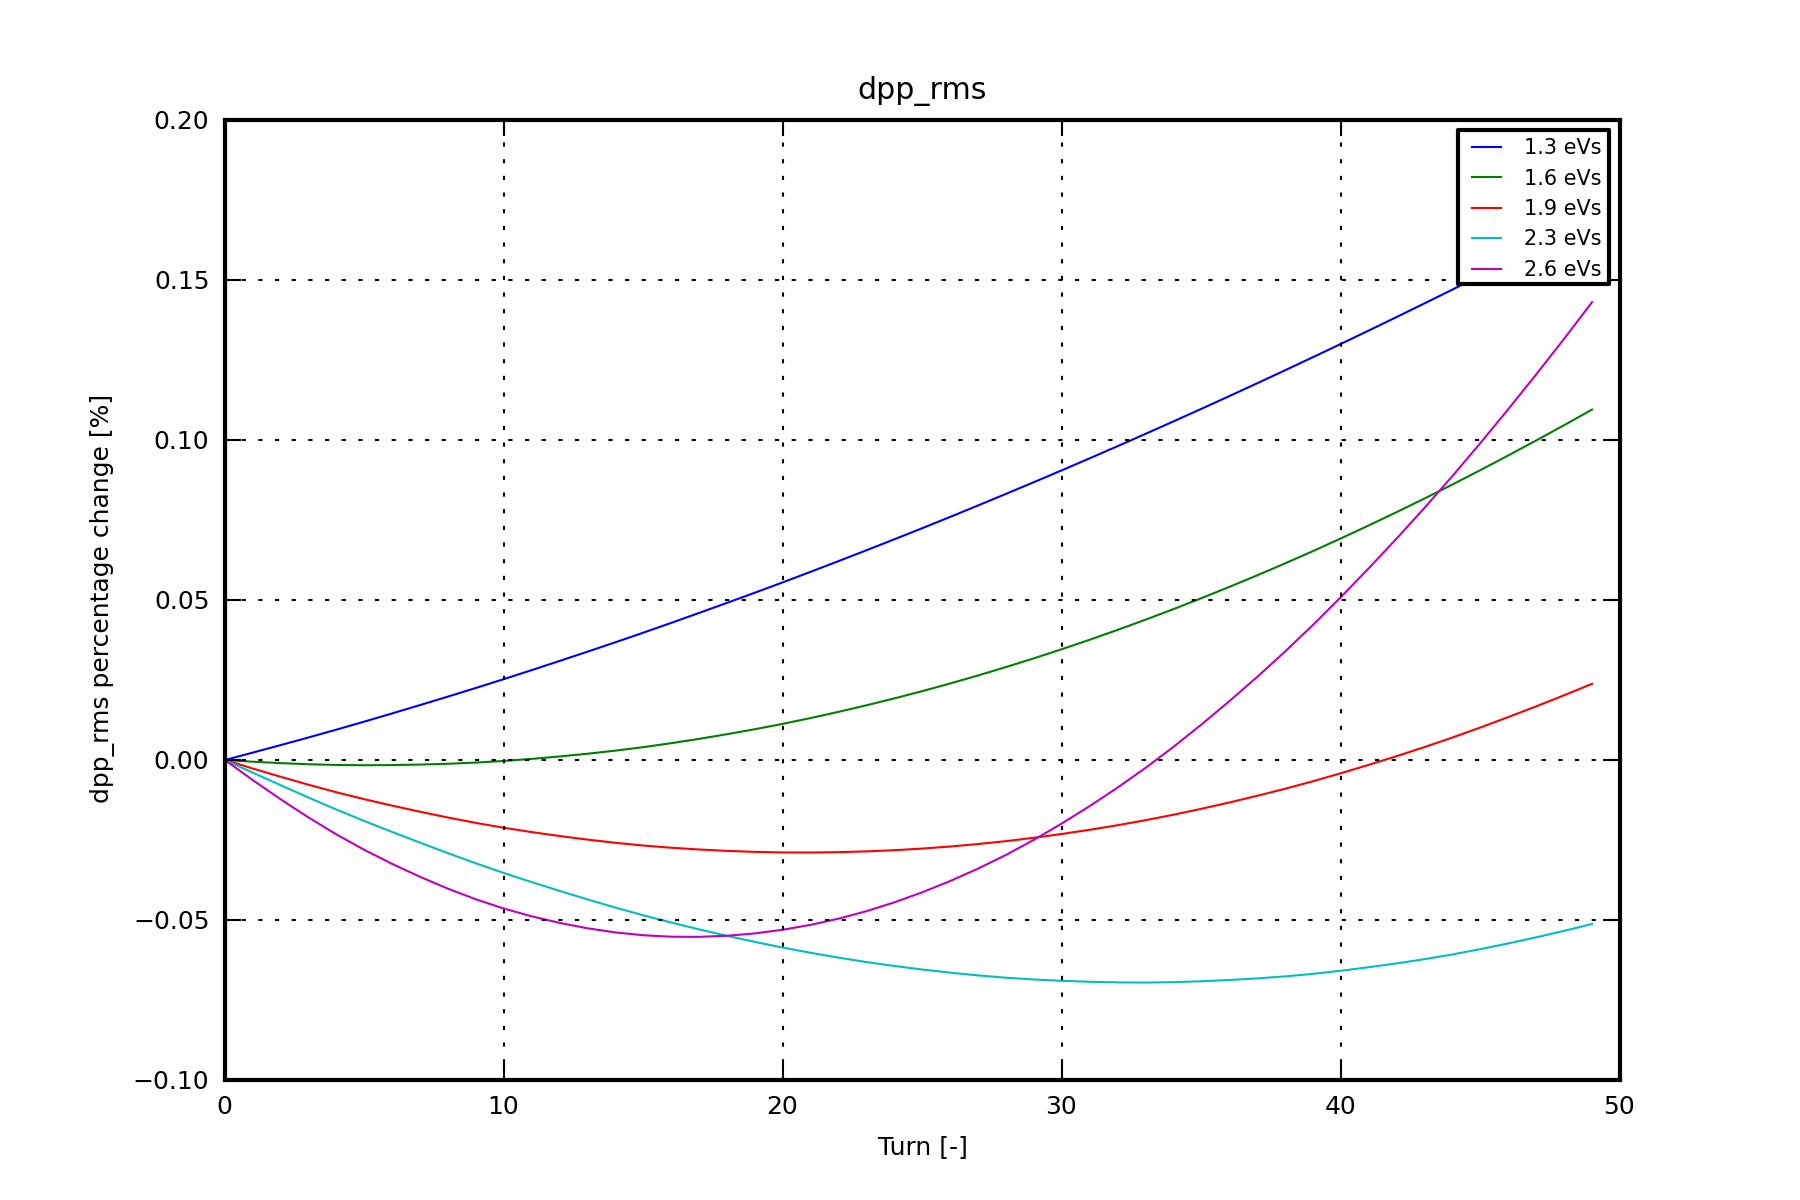 dpp_rms
0.20
0.15
0.10
0.05
0.00
−0.05
−0.10
dpp_rms percentage change [%]
1.3 eVs
1.6 eVs
1.9 eVs
2.3 eVs
2.6 eVs
0 10 20 30 40 50
Turn [-]